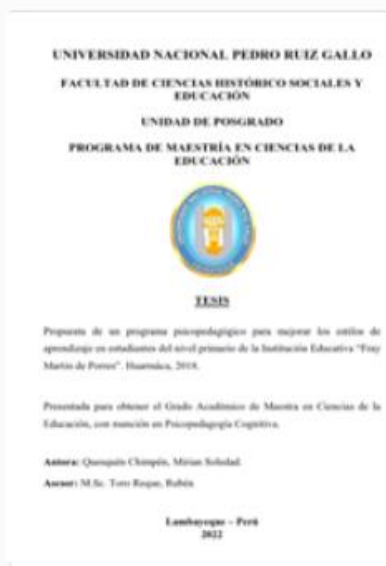 UNIVERSIDAD NACIONAL PEDRO RUIZ GALLO
FACULTAD DE CIENCIAS HISTÓRICO SOCIALES Y
EDUCACIÓN
UNIDAD DE POSGRADO
PROGRAMA DE MAESTRÍA EN CIENCIAS DE LA
EDUCACIÓN
TESIS
Propuesta de un programa psicopedagógico para mejorar los estilos de
aprendizaje en estudiantes del nivel primario de la Institución Educativa "Fray
Martín de Porres". Huarmaca, 2018.
Presentada para obtener el Grado Académico de Maestra en Ciencias de la
Educación, con mención en Psicopedagogía Cognitiva.
Autora: Chimpén, Mirian Soledad.
Asesor: M.Sc. Toro Reque, Rubén
Lambayeque – Perú
2022